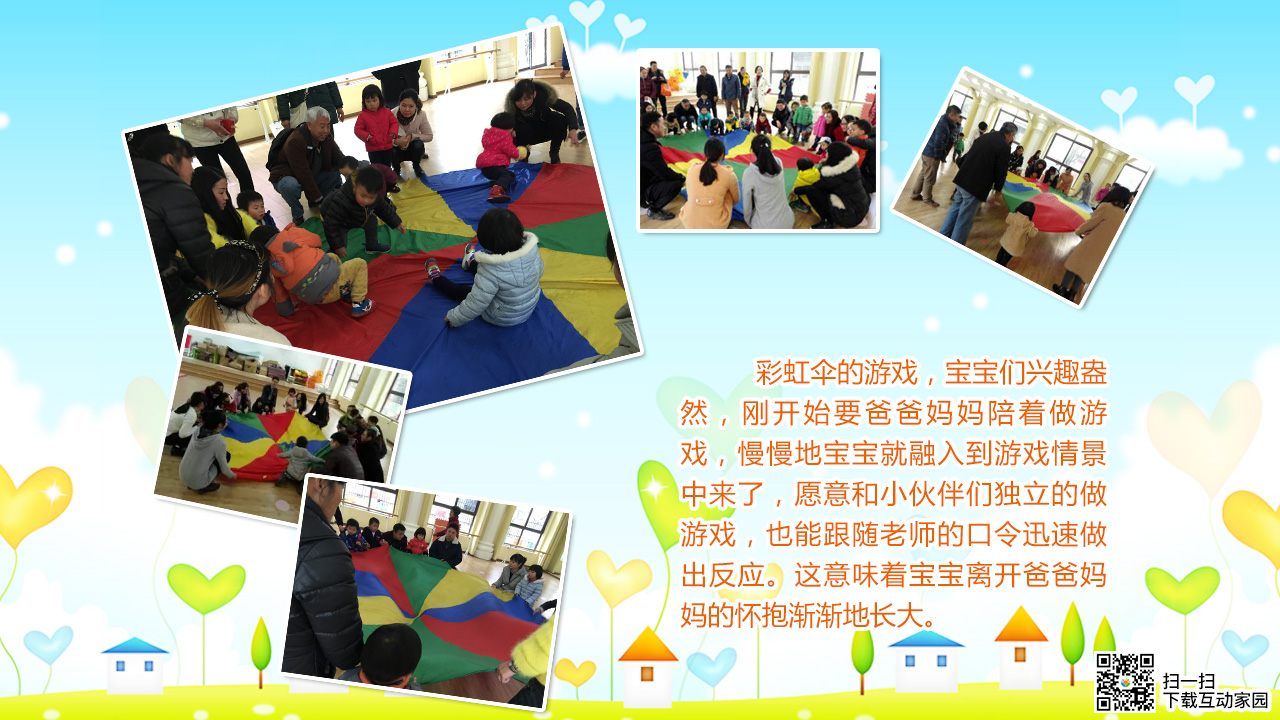 彩虹伞的游戏，宝宝们兴趣盎
然，刚开始要爸爸妈妈陪着做游
戏，慢慢地宝宝就融入到游戏情景
中来了，愿意和小伙伴们独立的做
游戏，也能跟随老师的口令迅速做
出反应。这意味着宝宝离开爸爸妈
妈的怀抱渐渐地长大。
扫一扫
下载互动家园